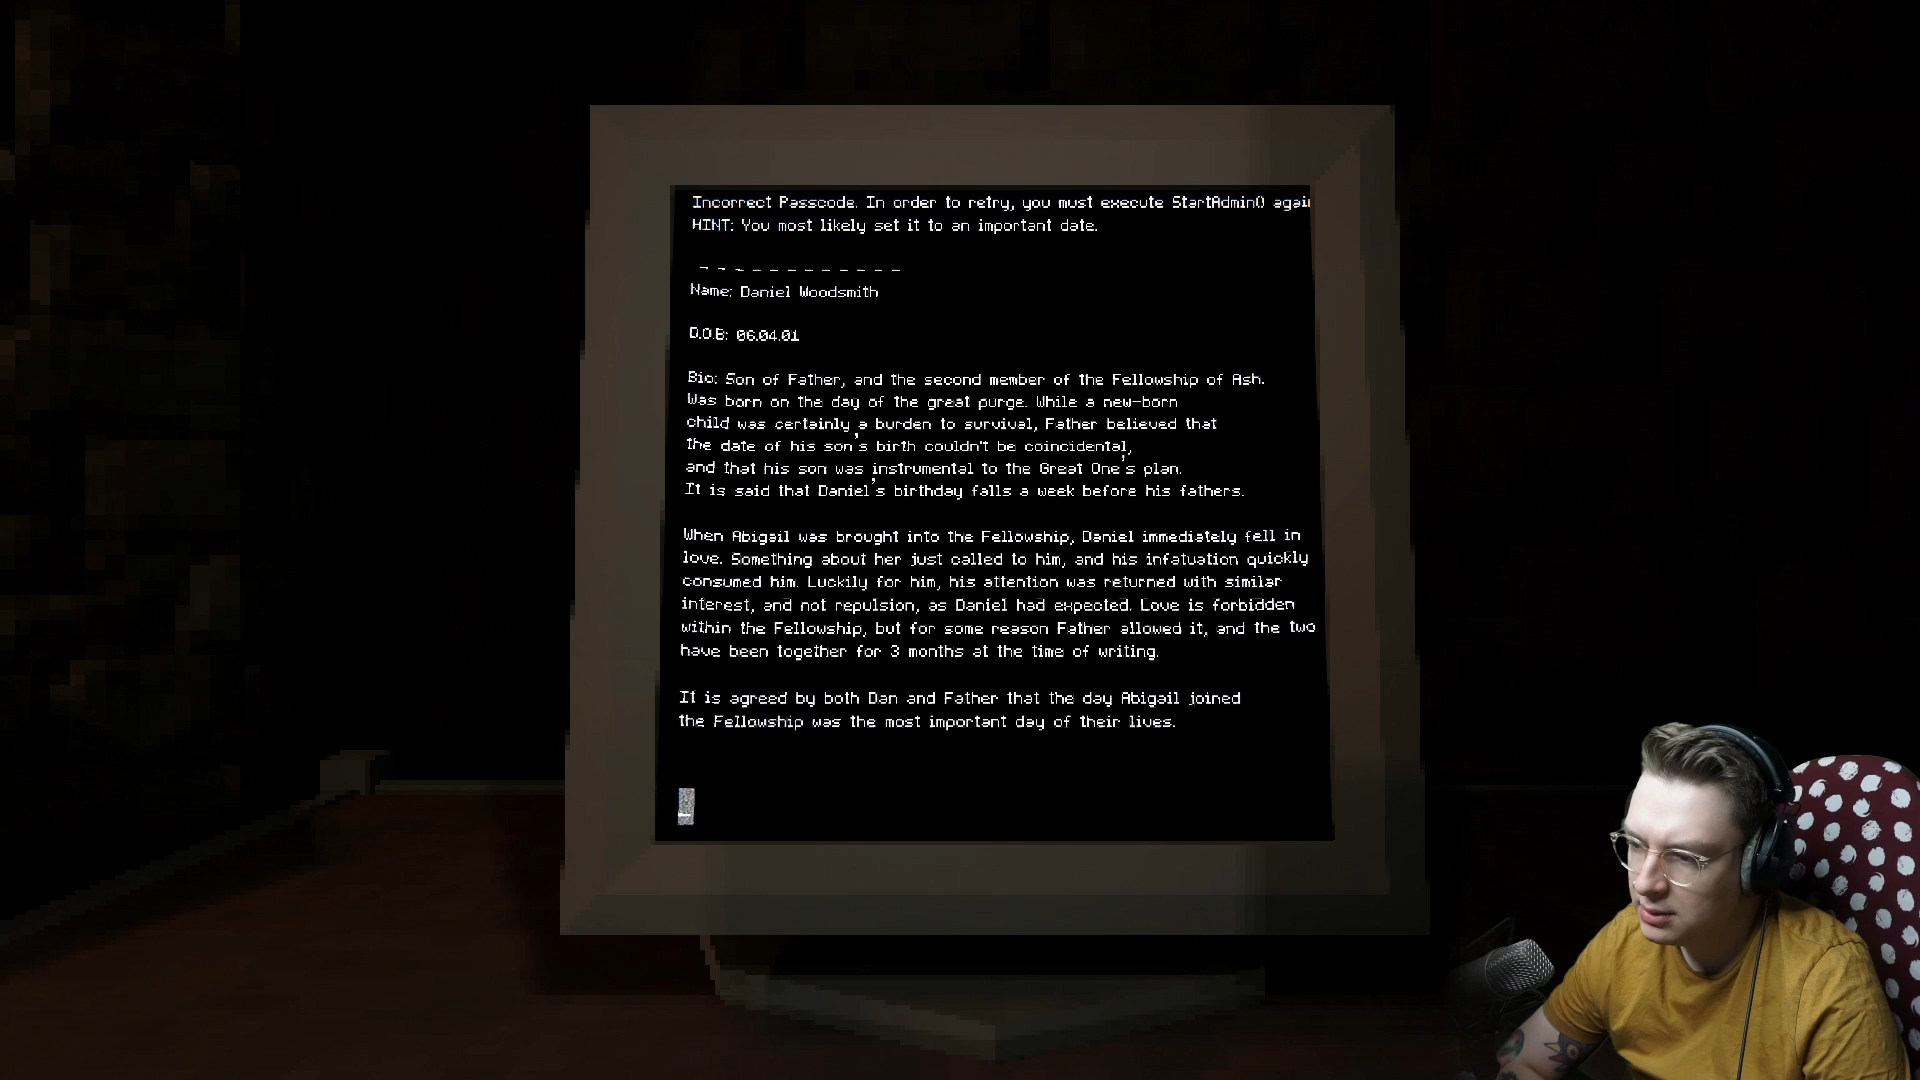 Incorrect Passcode. In order to retry, you must execute StartAdmin() agai
HINT: You most likely set it to an important date.
- - - - - - - - - - - -
Name: Daniel Woodsmith
D.O.B: 06.04.01
Bio: Son of Father, and the second member of the Fellowship of Ash.
Was born on the day of the great purge. While a new-born
child was certainly a burden to survival, Father believed that
the date of his son's birth couldn't be coincidental,
and that his son was instrumental to the Great One's plan.
It is said that Daniel's birthday falls a week before his fathers.
When Abigail was brought into the Fellowship, Daniel immediately fell in
love. Something about her just called to him, and his infatuation quickly
consumed him. Luckily for him, his attention was returned with similar
interest, and not repulsion, as Daniel had expected. Love is forbidden
within the Fellowship, but for some reason Father allowed it, and the two
have been together for 3 months at the time of writing.
It is agreed by both Dan and Father that the day Abigail joined
the Fellowship was the most important day of their lives.